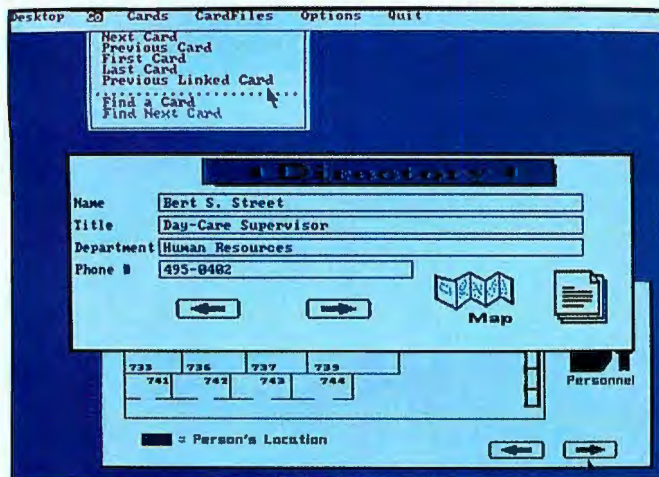 Desktop Go Cards CardFiles Options Quit
Next Card
Previous Card
First Card
Last Card
Previous Linked Card
Find a Card
Find Next Card
Directory
Name Bert S. Street
Title Day-Care Supervisor
Department Human Resources
Phone # 495-0402
Map
733 736 737 739
741 742 743 744
Personnel
= Person's Location